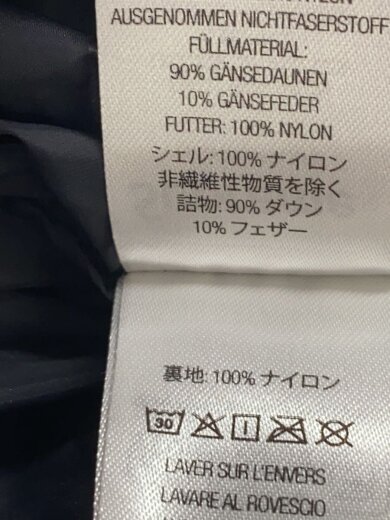 AUSGENOMMEN NICHTFASERSTOFF
FÜLLMATERIAL:
90% GÄNSEDAUNEN
10% GÄNSEFEDER
FUTTER: 100% NYLON
シェル: 100% ナイロン
非繊維性物質を除く
詰物: 90% ダウン
10% フェザー
裏地: 100% ナイロン
30
LAVER SUR L'ENVERS
LAVARE AL ROVESCIO